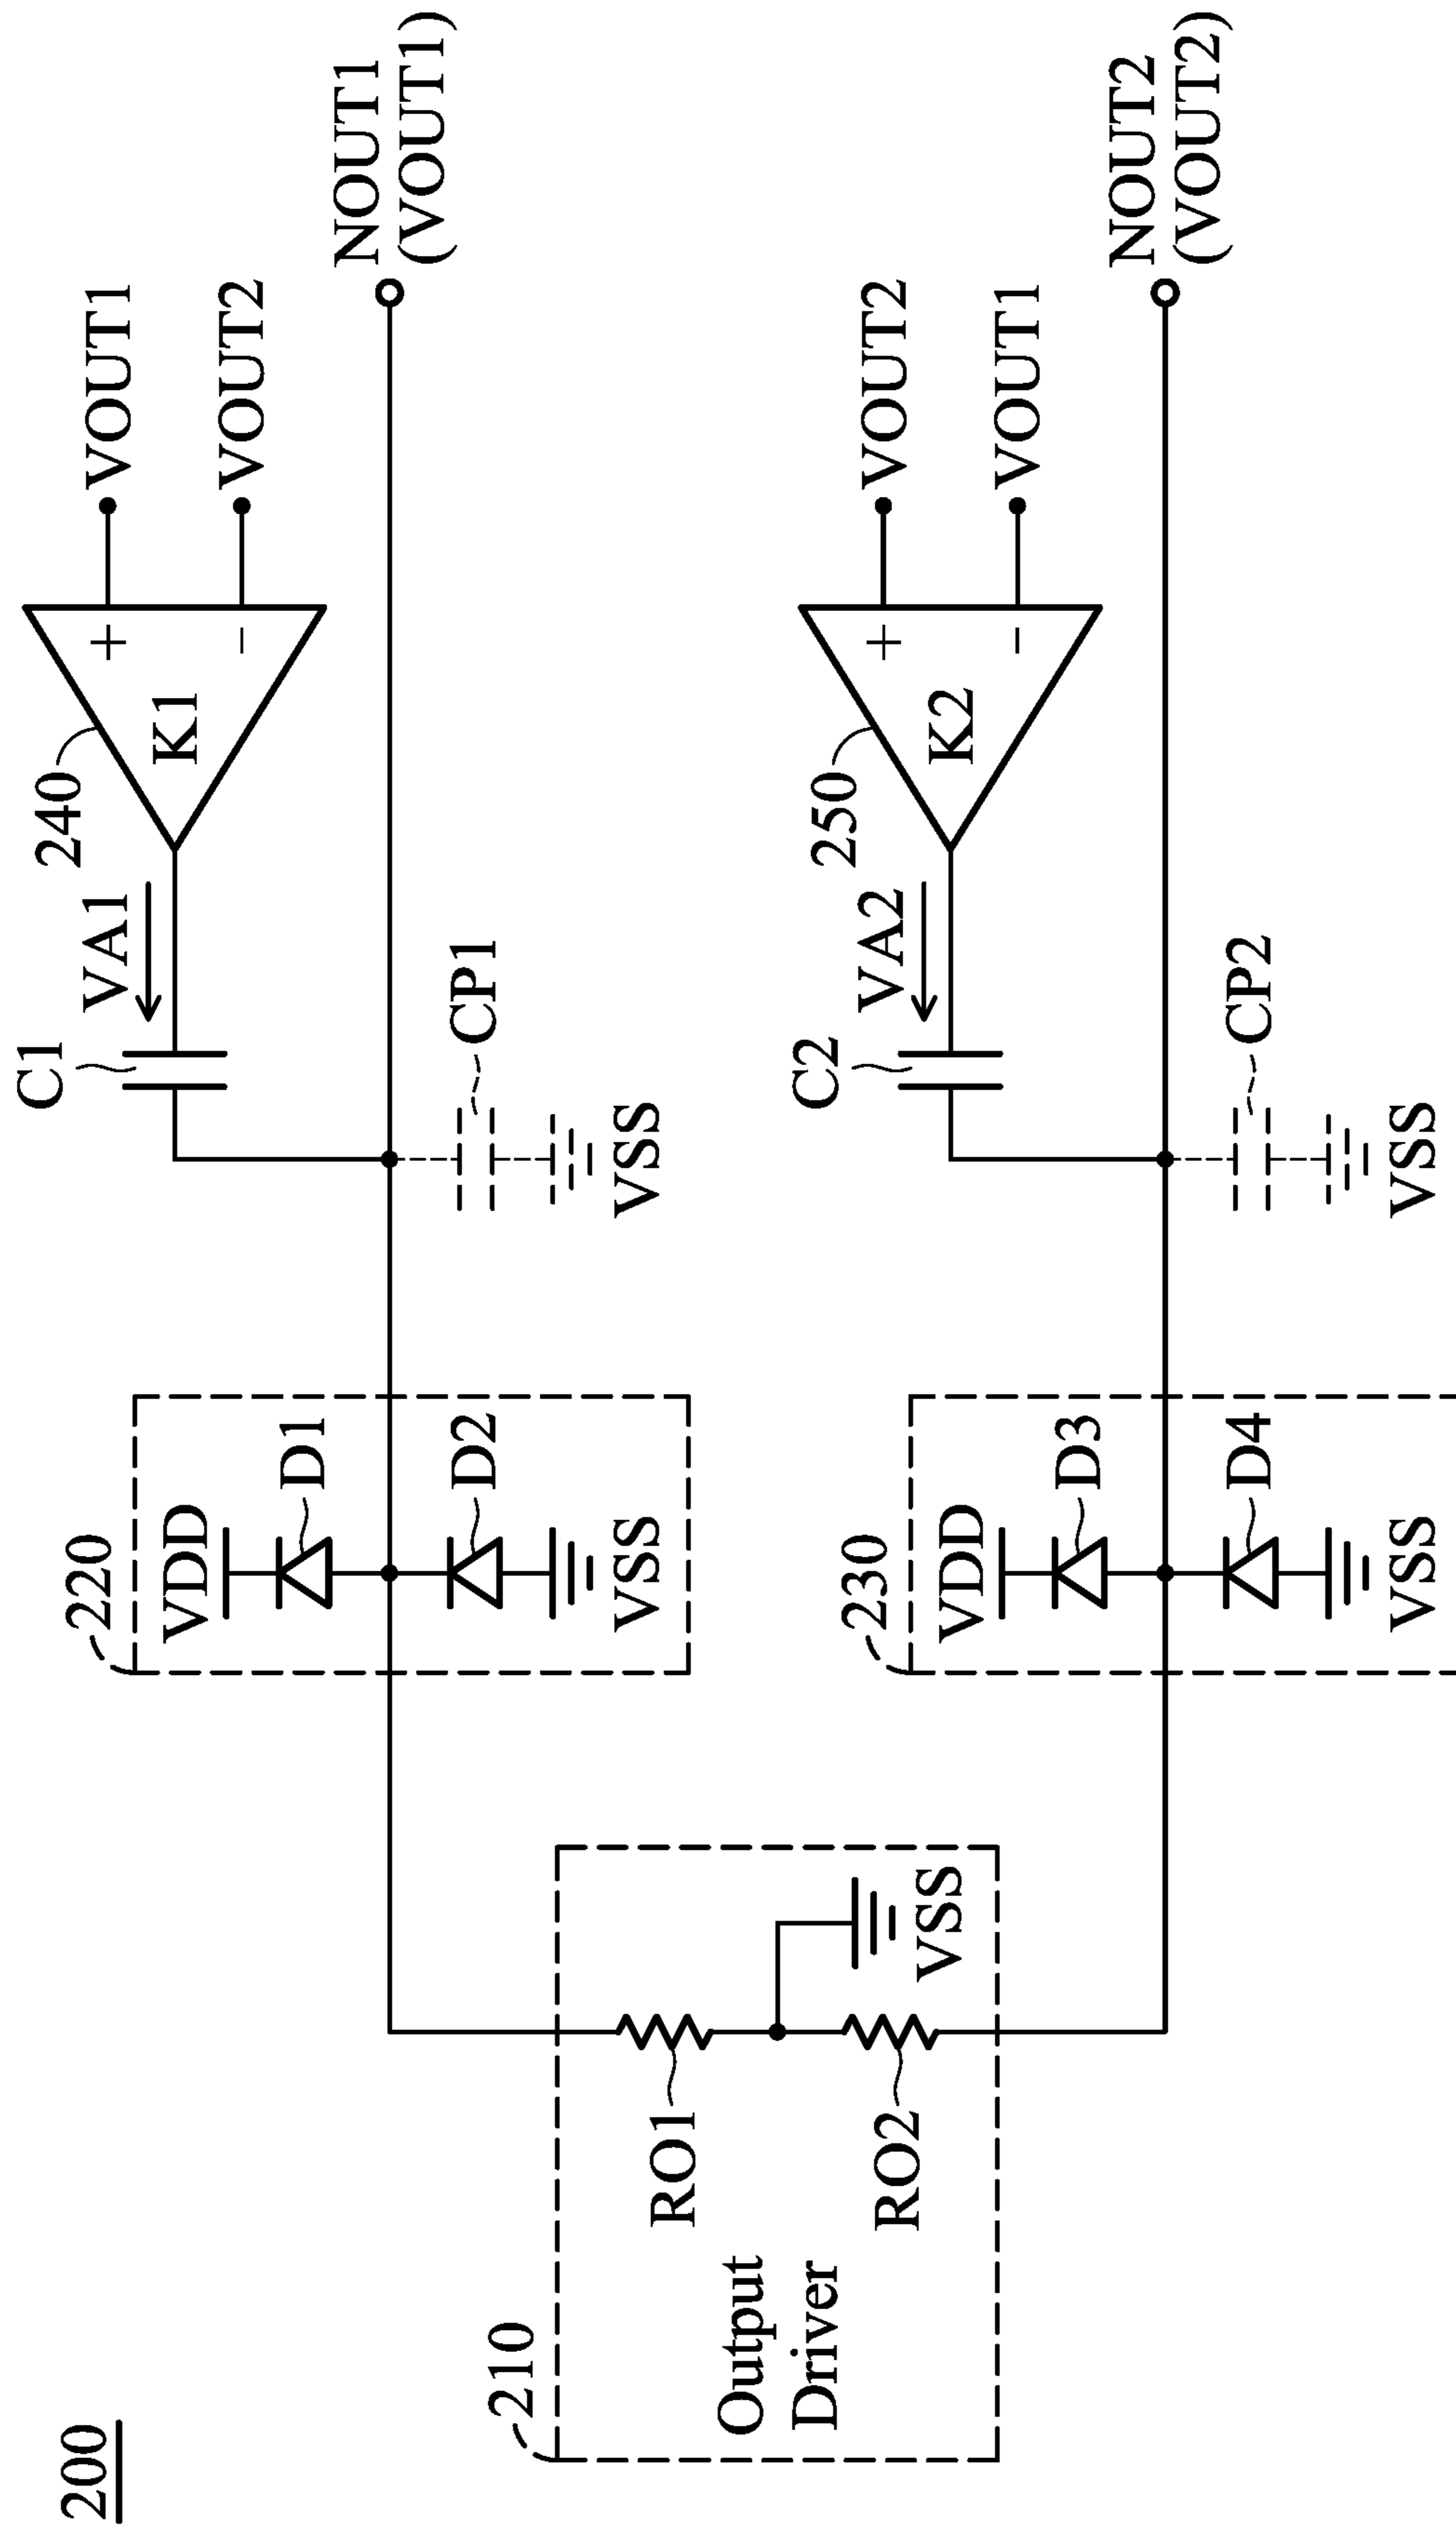 200
210
Output
Driver
RO1
RO2
VSS
220
VDD
D1
D2
VSS
230
VDD
D3
D4
VSS
C1
VA1
240
K1
+
-
VOUT1
VOUT2
CP1
VSS
NOUT1
(VOUT1)
C2
VA2
250
K2
+
-
VOUT2
VOUT1
CP2
VSS
NOUT2
(VOUT2)